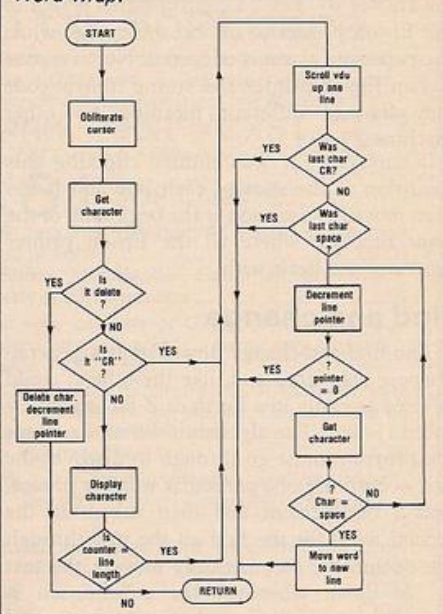 Word wrap.
START
Obliterate
cursor
Get
character
Is
it delete
?
YES
NO
Is
it "CR"
?
YES
NO
Delete char.
decrement
line
pointer
Display
character
Is
counter =
line
length
YES
NO
RETURN
Scroll vdu
up one
line
Was
last char
CR?
YES
NO
Was
last char
space
?
YES
Decrement
line
pointer
?
pointer
= 0
YES
Get
character
?
Char =
space
NO
YES
Move word
to new
line